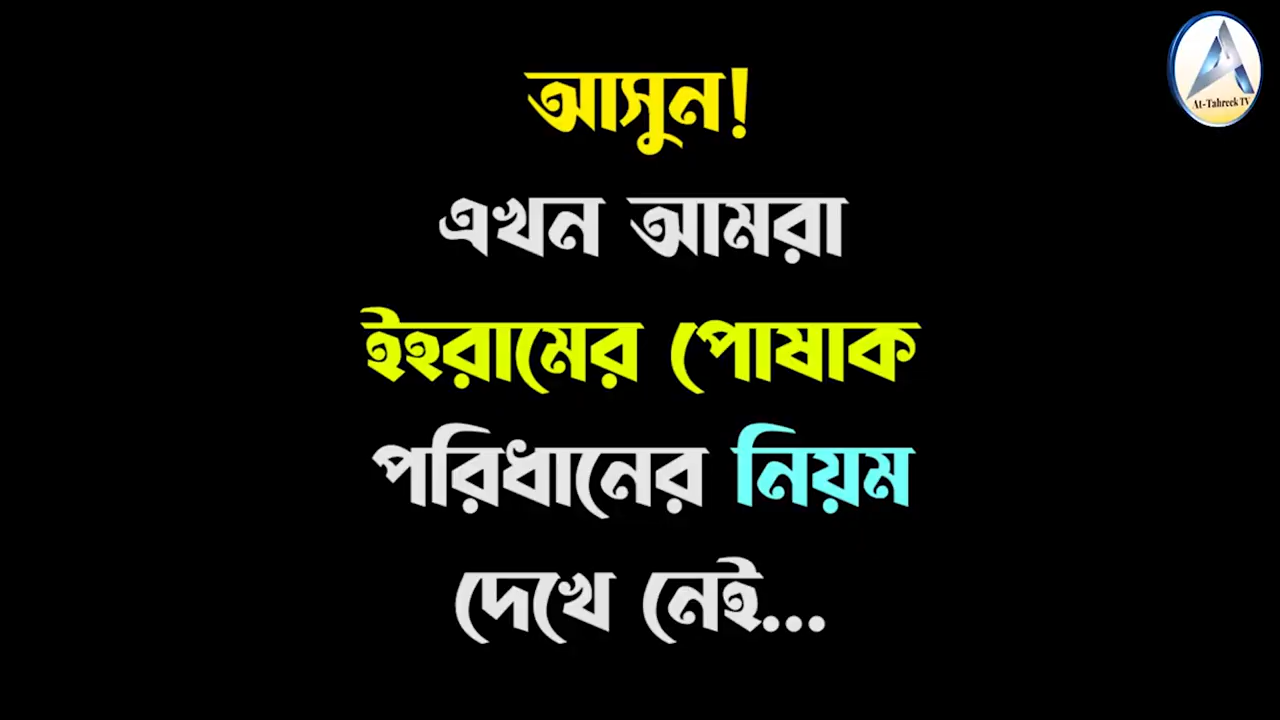 At-Tahreek TV
আসুন!
এখন আমরা
ইহরামের পোষাক
পরিধানের নিয়ম
দেখে নেই...